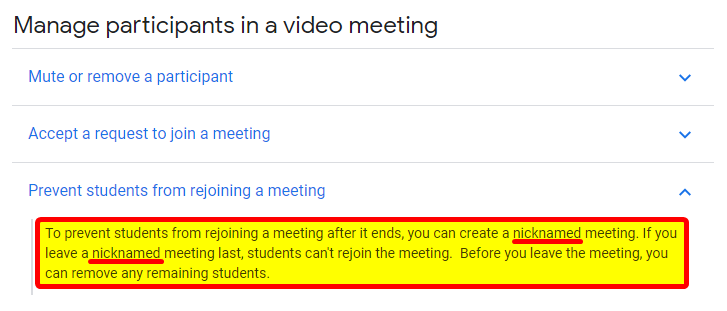 Manage participants in a video meeting
Mute or remove a participant
Accept a request to join a meeting
Prevent students from rejoining a meeting
To prevent students from rejoining a meeting after it ends, you can create a nicknamed meeting. If you
leave a nicknamed meeting last, students can't rejoin the meeting.  Before you leave the meeting, you
can remove any remaining students.